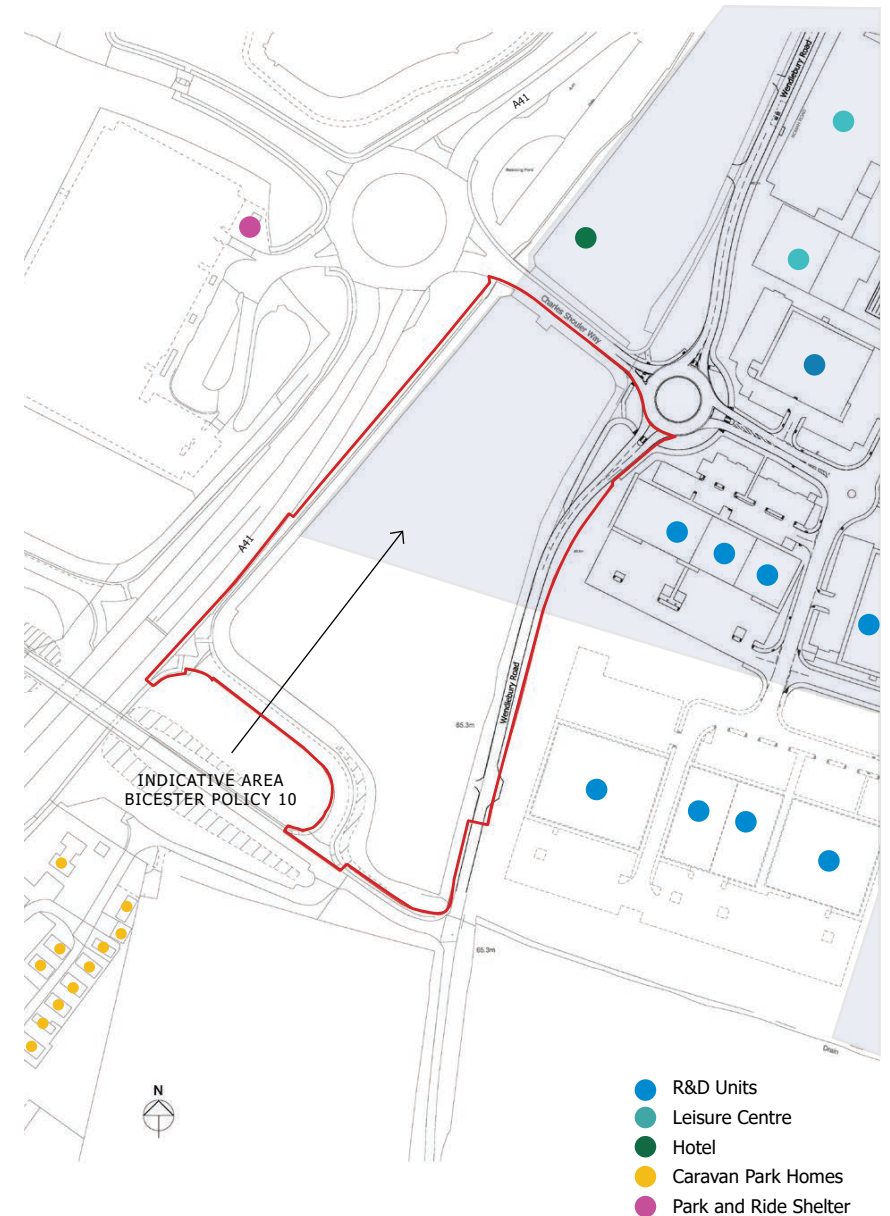 A41
Wendlebury Road
Charles Shouler Way
A41
Wendlebury Road
65.3m
INDICATIVE AREA
BICESTER POLICY 10
65.3m
Drain
N
R&D Units
Leisure Centre
Hotel
Caravan Park Homes
Park and Ride Shelter